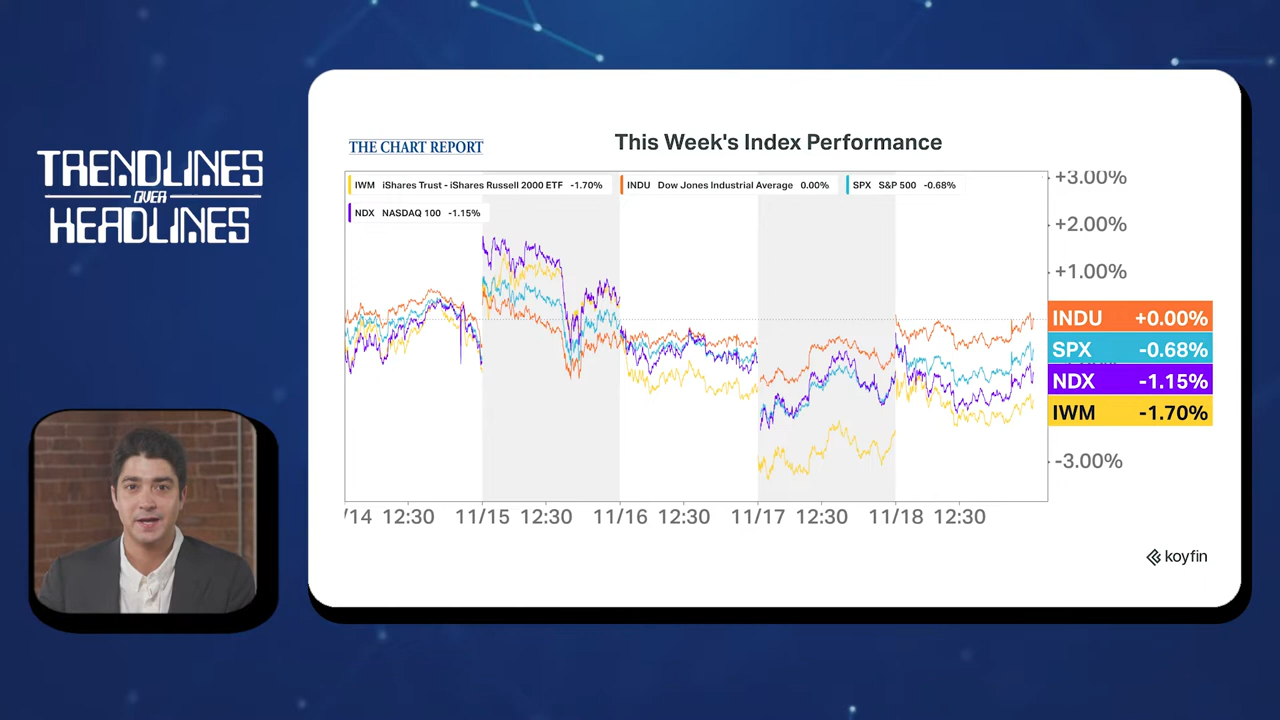 TRENDLINES
OVER
HEADLINES
THE CHART REPORT
This Week's Index Performance
IWM iShares Trust - iShares Russell 2000 ETF -1.70%
INDU Dow Jones Industrial Average 0.00%
SPX S&P 500 -0.68%
NDX NASDAQ 100 -1.15%
+3.00%
+2.00%
+1.00%
INDU +0.00%
SPX -0.68%
NDX -1.15%
IWM -1.70%
-3.00%
/14 12:30 11/15 12:30 11/16 12:30 11/17 12:30 11/18 12:30
koyfin